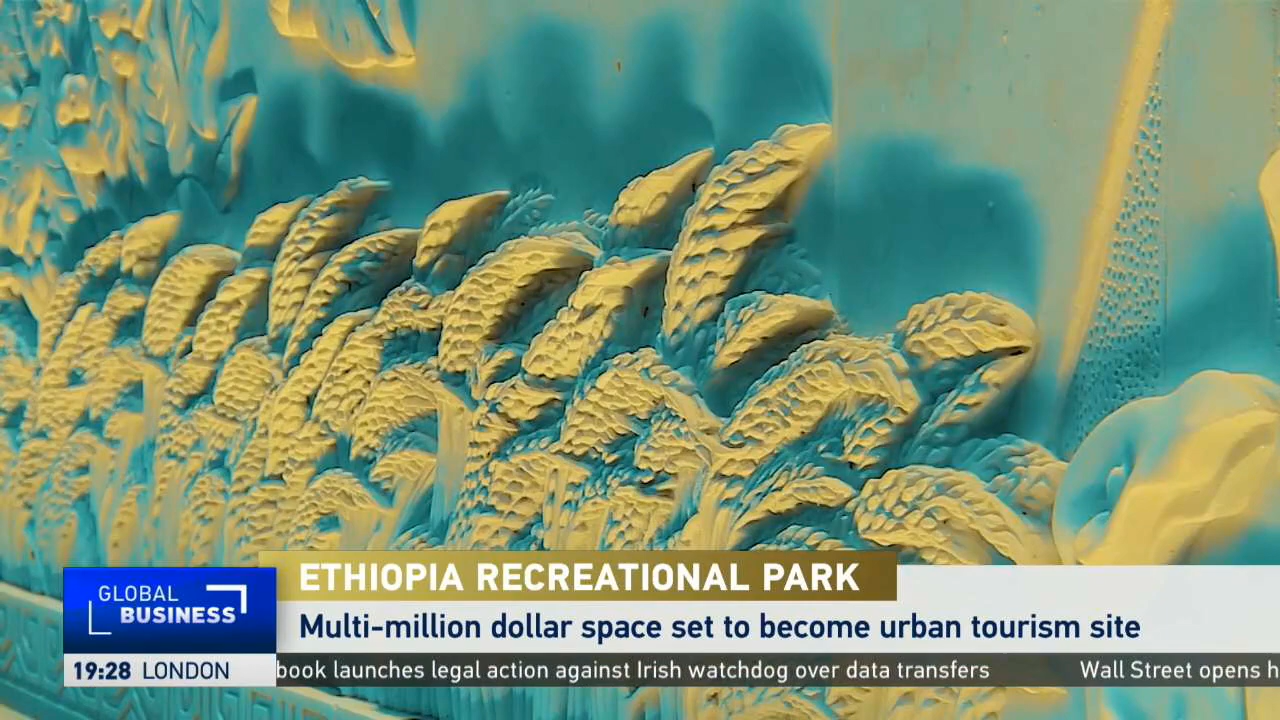 ETHIOPIA RECREATIONAL PARK
GLOBAL
BUSINESS
Multi-million dollar space set to become urban tourism site
19:28 LONDON
book launches legal action against Irish watchdog over data transfers
Wall Street opens h